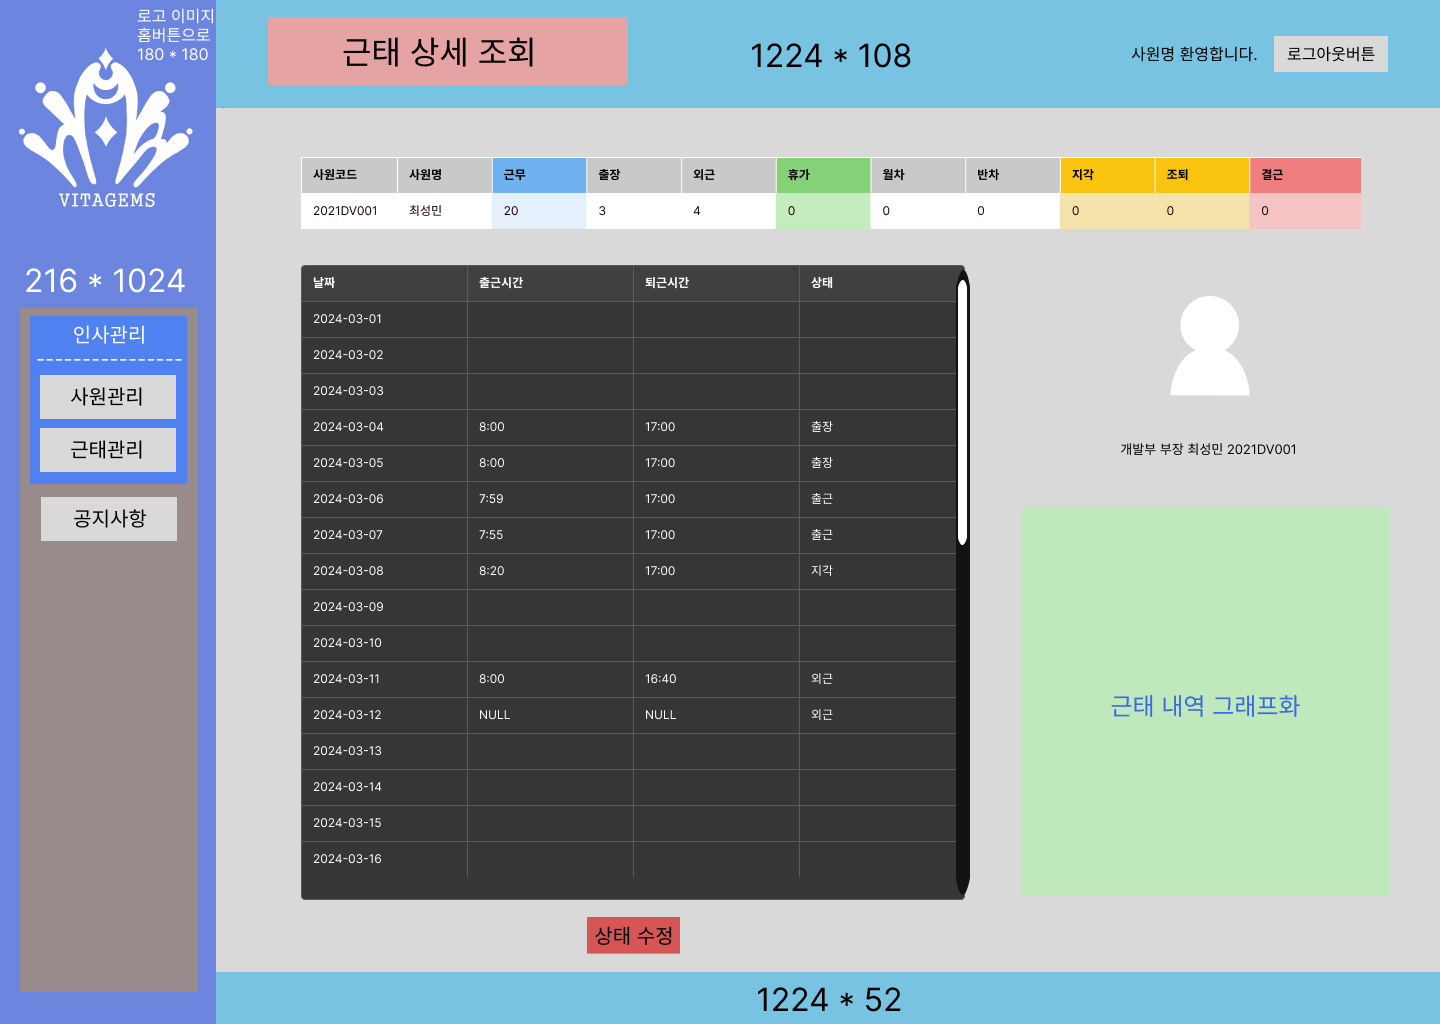 로고 이미지
홈버튼으로
180 * 180
VITAGEMS
216 * 1024
인사관리
----------------
사원관리
근태관리
공지사항
근태 상세 조회
1224 * 108
사원명 환영합니다.
로그아웃버튼
사원코드 사원명 근무 출장 외근 휴가 월차 반차 지각 조퇴 결근
2021DV001 최성민 20 3 4 0 0 0 0 0 0
날짜 출근시간 퇴근시간 상태
2024-03-01
2024-03-02
2024-03-03
2024-03-04 8:00 17:00 출장
2024-03-05 8:00 17:00 출장
2024-03-06 7:59 17:00 출근
2024-03-07 7:55 17:00 출근
2024-03-08 8:20 17:00 지각
2024-03-09
2024-03-10
2024-03-11 8:00 16:40 외근
2024-03-12 NULL NULL 외근
2024-03-13
2024-03-14
2024-03-15
2024-03-16
개발부 부장 최성민 2021DV001
근태 내역 그래프화
상태 수정
1224 * 52